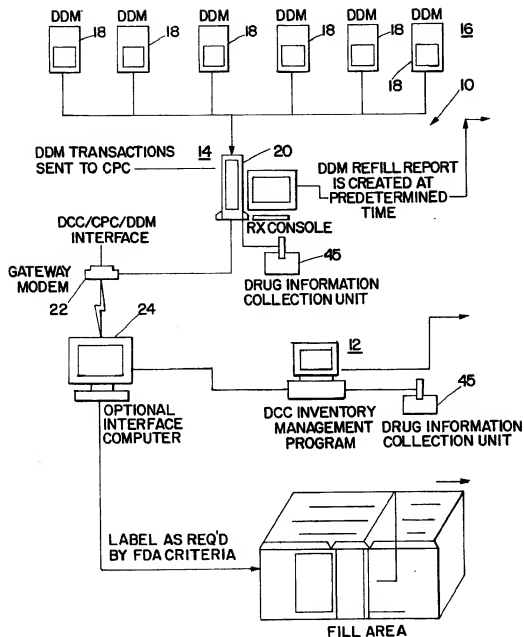 DDM DDM DDM DDM DDM DDM
18 18 18 18 18 16
18
10
14 20
DDM TRANSACTIONS
SENT TO CPC
DDM REFILL REPORT
IS CREATED AT
PREDETERMINED
TIME
RX CONSOLE
DCC/CPC/DDM
INTERFACE
45
GATEWAY
MODEM
22
DRUG INFORMATION
COLLECTION UNIT
24
12
45
OPTIONAL
INTERFACE
COMPUTER
DCC INVENTORY
MANAGEMENT
PROGRAM
DRUG INFORMATION
COLLECTION UNIT
LABEL AS REQ'D
BY FDA CRITERIA
FILL AREA